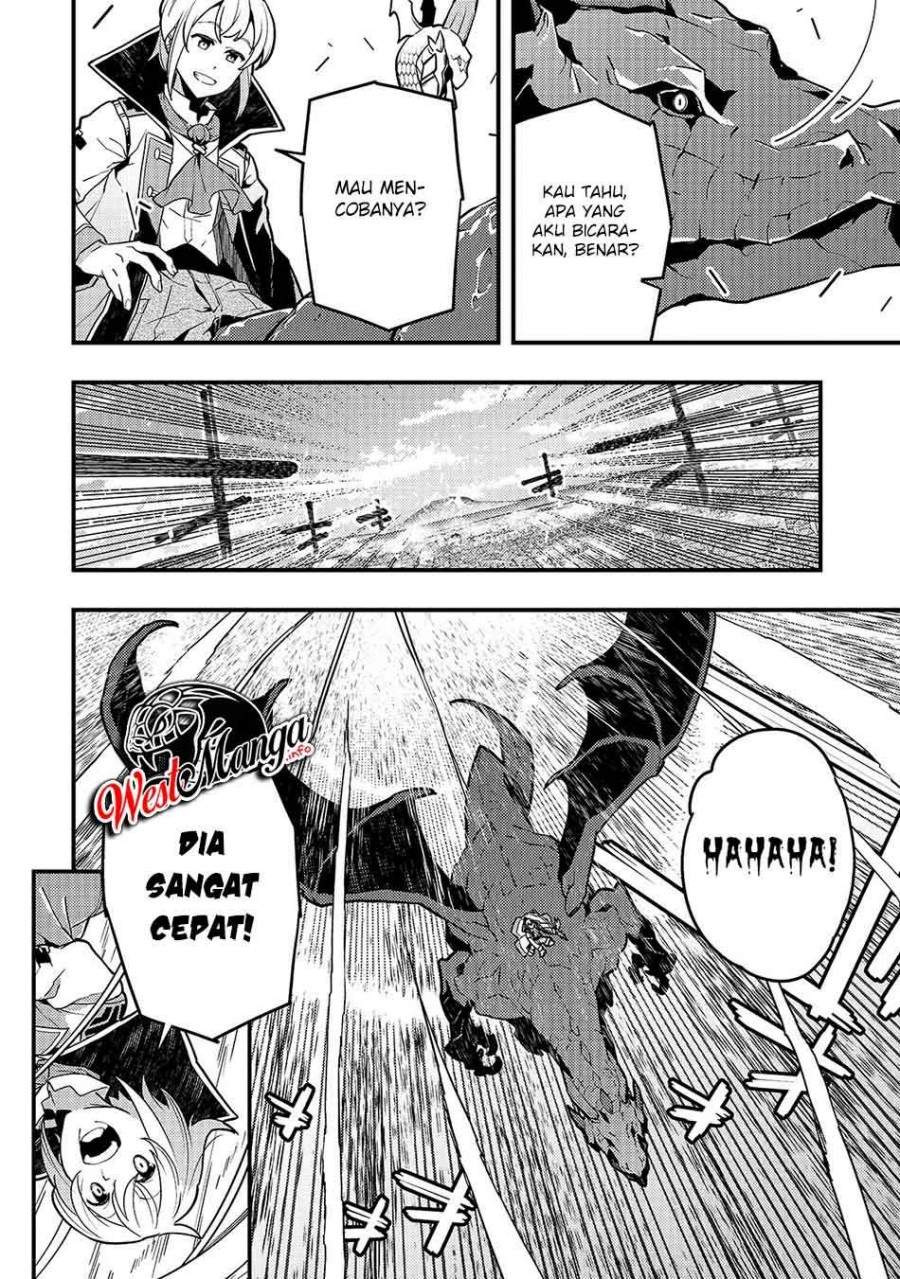 KAU TAHU,
APA YANG
AKU BICARA-
KAN, BENAR?
MAU MEN-
COBANYA?
HAHAHA!
WestManga
.info
DIA
SANGAT
CEPAT!